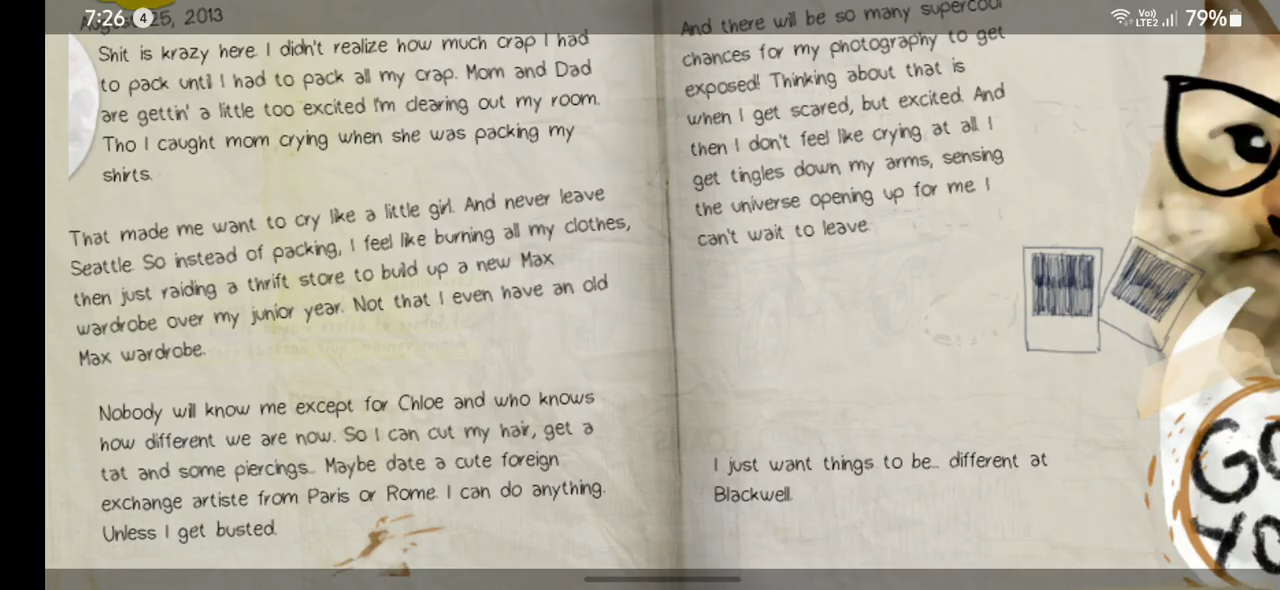 7:26 4
August 25, 2013
Shit is krazy here. I didn't realize how much crap I had
to pack until I had to pack all my crap. Mom and Dad
are gettin' a little too excited I'm clearing out my room.
Tho I caught mom crying when she was packing my
shirts.
That made me want to cry like a little girl. And never leave
Seattle. So instead of packing, I feel like burning all my clothes,
then just raiding a thrift store to build up a new Max
wardrobe over my junior year. Not that I even have an old
Max wardrobe.
Nobody will know me except for Chloe and who knows
how different we are now. So I can cut my hair, get a
tat and some piercings... Maybe date a cute foreign
exchange artiste from Paris or Rome. I can do anything.
Unless I get busted.
Vo))
LTE2 79%
And there will be so many supercool
chances for my photography to get
exposed! Thinking about that is
when I get scared, but excited. And
then I don't feel like crying at all. I
get tingles down my arms, sensing
the universe opening up for me. I
can't wait to leave.
I just want things to be... different at
Blackwell.
GO
YO